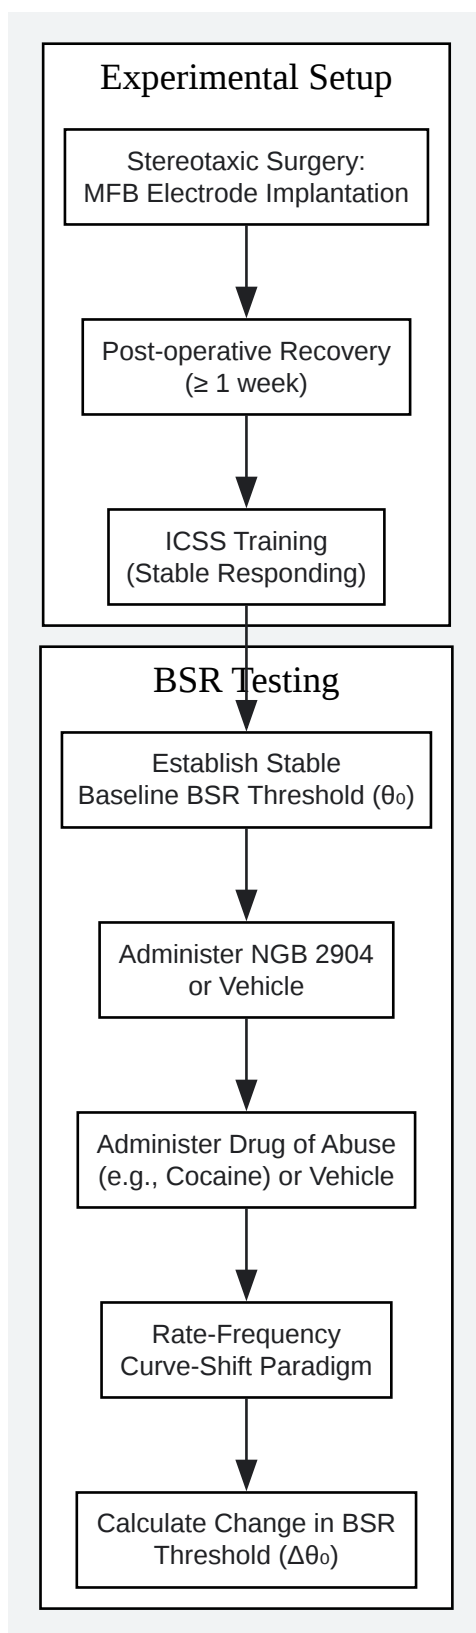 Experimental Setup
Stereotaxic Surgery:
MFB Electrode Implantation
Post-operative Recovery
(≥ 1 week)
ICSS Training
(Stable Responding)
BSR Testing
Establish Stable
Baseline BSR Threshold (θ₀)
Administer NGB 2904
or Vehicle
Administer Drug of Abuse
(e.g., Cocaine) or Vehicle
Rate-Frequency
Curve-Shift Paradigm
Calculate Change in BSR
Threshold (Δθ₀)